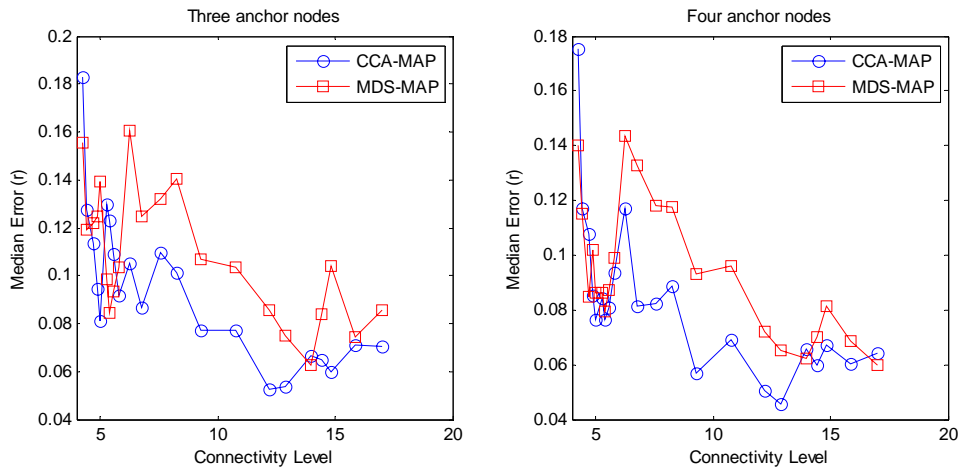 Three anchor nodes
0.2
0.18
0.16
0.14
0.12
0.1
0.08
0.06
0.04
Median Error (r)
CCA-MAP
MDS-MAP
5
10
15
20
Connectivity Level
Four anchor nodes
0.18
0.16
0.14
0.12
0.1
0.08
0.06
0.04
Median Error (r)
CCA-MAP
MDS-MAP
5
10
15
20
Connectivity Level